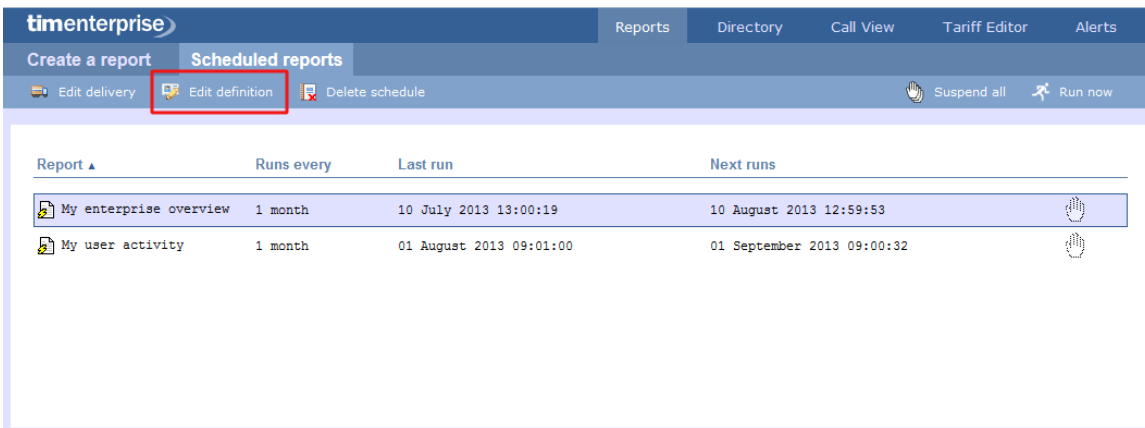 timenterprise Reports Directory Call View Tariff Editor Alerts
Create a report Scheduled reports
Edit delivery Edit definition Delete schedule Suspend all Run now
Report ▲ Runs every Last run Next runs
My enterprise overview 1 month 10 July 2013 13:00:19 10 August 2013 12:59:53
My user activity 1 month 01 August 2013 09:01:00 01 September 2013 09:00:32